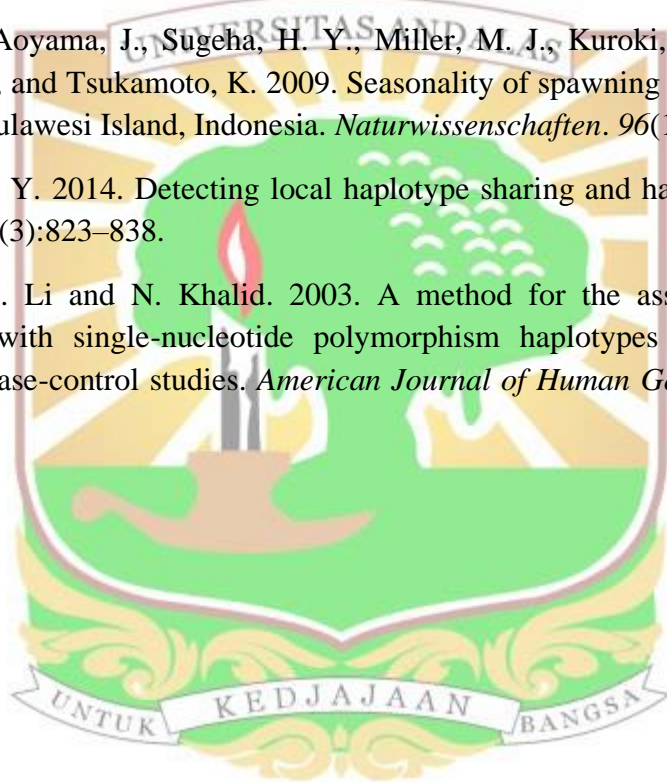 UNIVERSITAS ANDALAS
Aoyama, J., Sugeha, H. Y., Miller, M. J., Kuroki,
and Tsukamoto, K. 2009. Seasonality of spawning
ulawesi Island, Indonesia. Naturwissenschaften. 96(1
Y. 2014. Detecting local haplotype sharing and ha
(3):823–838.
. Li and N. Khalid. 2003. A method for the ass
with single-nucleotide polymorphism haplotypes
ase-control studies. American Journal of Human Ge
UNTUK KEDJAJAAN BANGSA